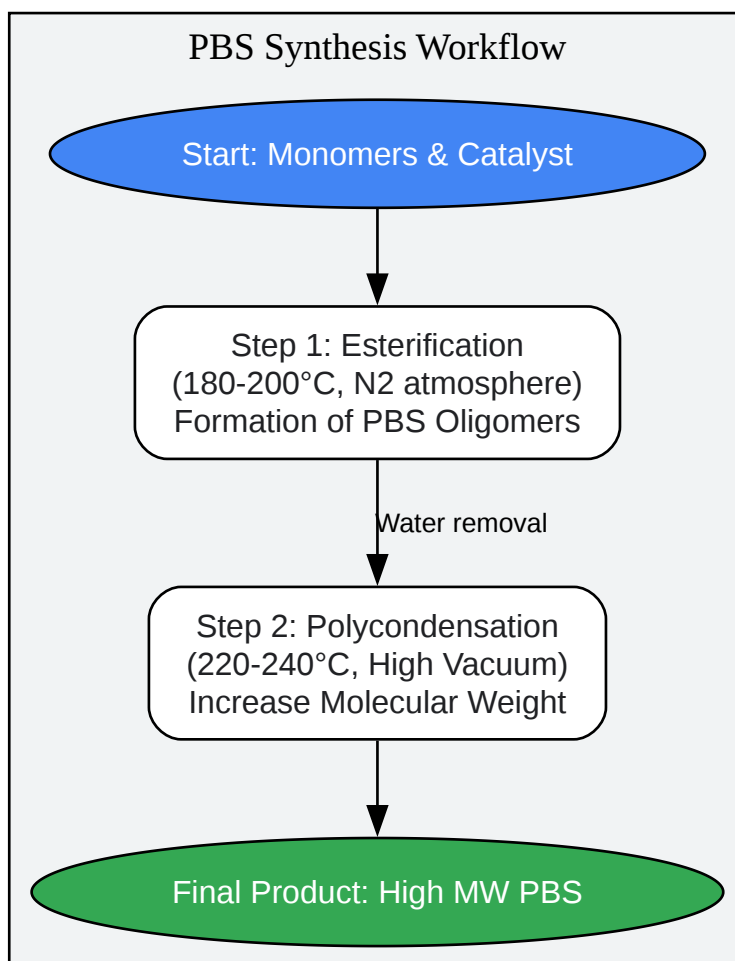 PBS Synthesis Workflow
Start: Monomers & Catalyst
Step 1: Esterification
(180-200°C, N2 atmosphere)
Formation of PBS Oligomers
Water removal
Step 2: Polycondensation
(220-240°C, High Vacuum)
Increase Molecular Weight
Final Product: High MW PBS